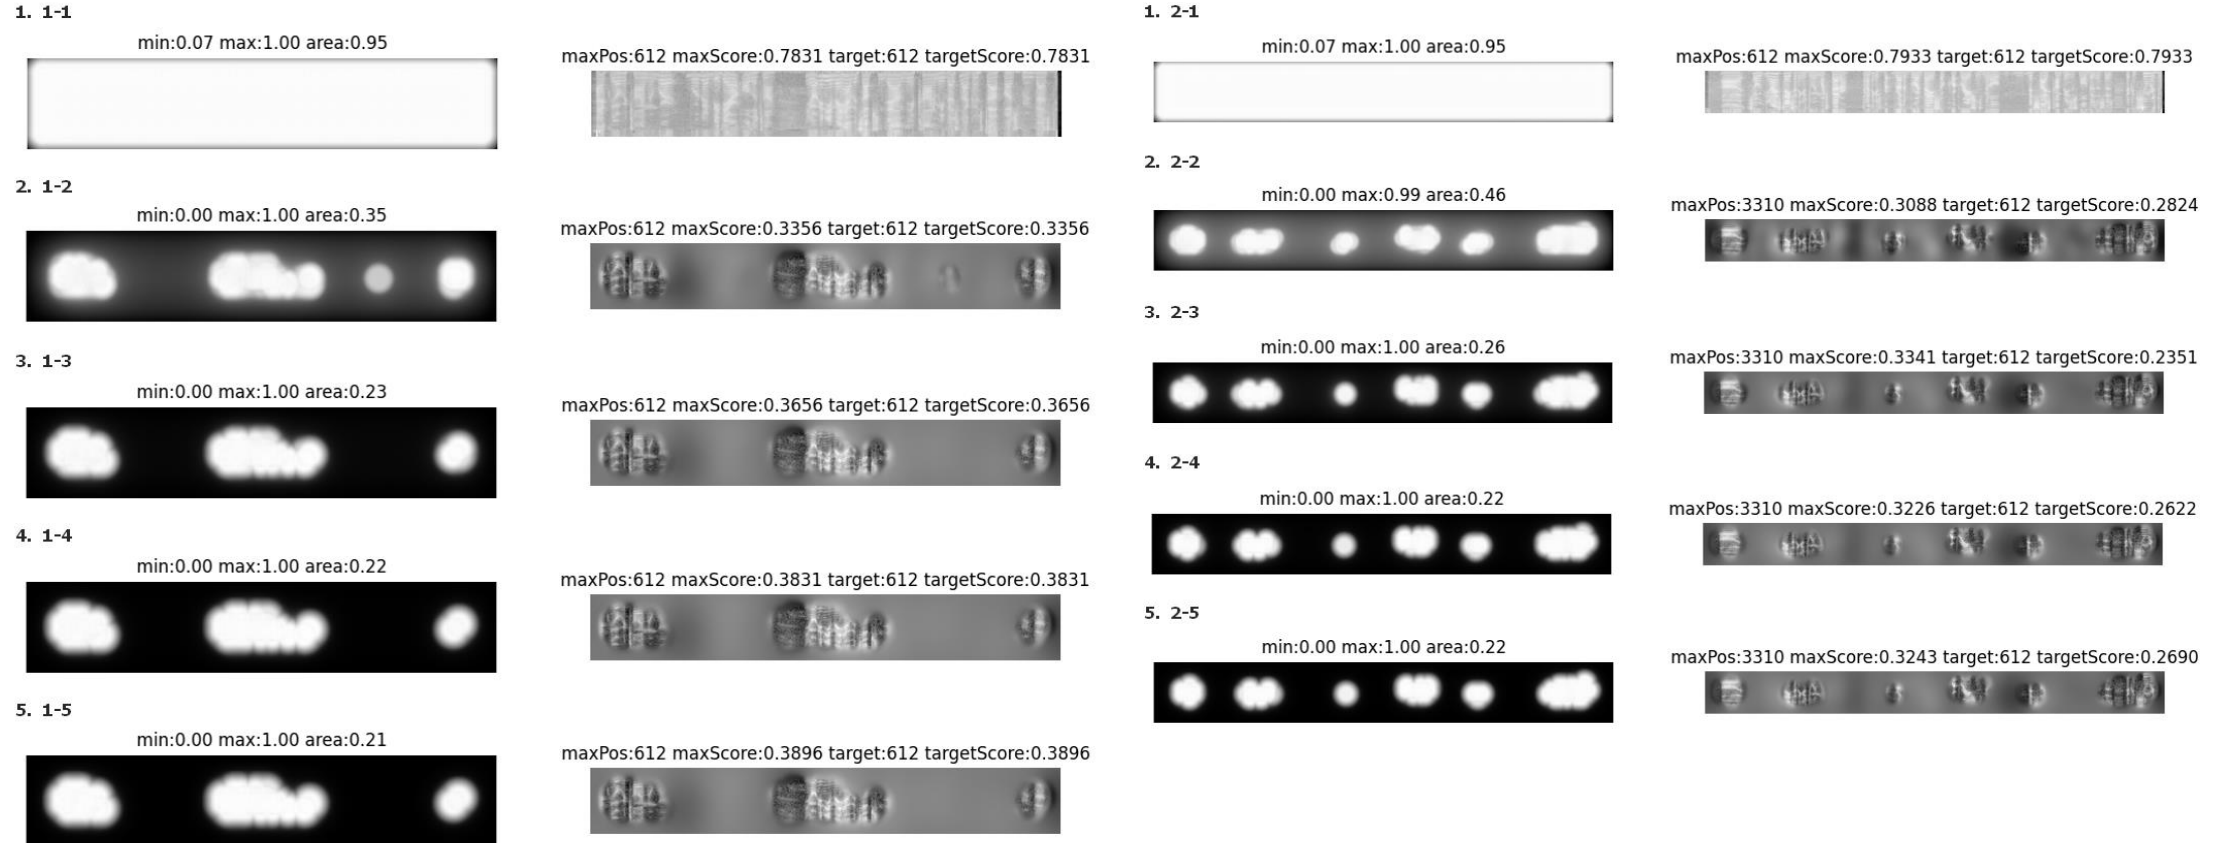 1. 1-1
min:0.07 max:1.00 area:0.95
maxPos:612 maxScore:0.7831 target:612 targetScore:0.7831
2. 1-2
min:0.00 max:1.00 area:0.35
maxPos:612 maxScore:0.3356 target:612 targetScore:0.3356
3. 1-3
min:0.00 max:1.00 area:0.23
maxPos:612 maxScore:0.3656 target:612 targetScore:0.3656
4. 1-4
min:0.00 max:1.00 area:0.22
maxPos:612 maxScore:0.3831 target:612 targetScore:0.3831
5. 1-5
min:0.00 max:1.00 area:0.21
maxPos:612 maxScore:0.3896 target:612 targetScore:0.3896
1. 2-1
min:0.07 max:1.00 area:0.95
maxPos:612 maxScore:0.7933 target:612 targetScore:0.7933
2. 2-2
min:0.00 max:0.99 area:0.46
maxPos:3310 maxScore:0.3088 target:612 targetScore:0.2824
3. 2-3
min:0.00 max:1.00 area:0.26
maxPos:3310 maxScore:0.3341 target:612 targetScore:0.2351
4. 2-4
min:0.00 max:1.00 area:0.22
maxPos:3310 maxScore:0.3226 target:612 targetScore:0.2622
5. 2-5
min:0.00 max:1.00 area:0.22
maxPos:3310 maxScore:0.3243 target:612 targetScore:0.2690